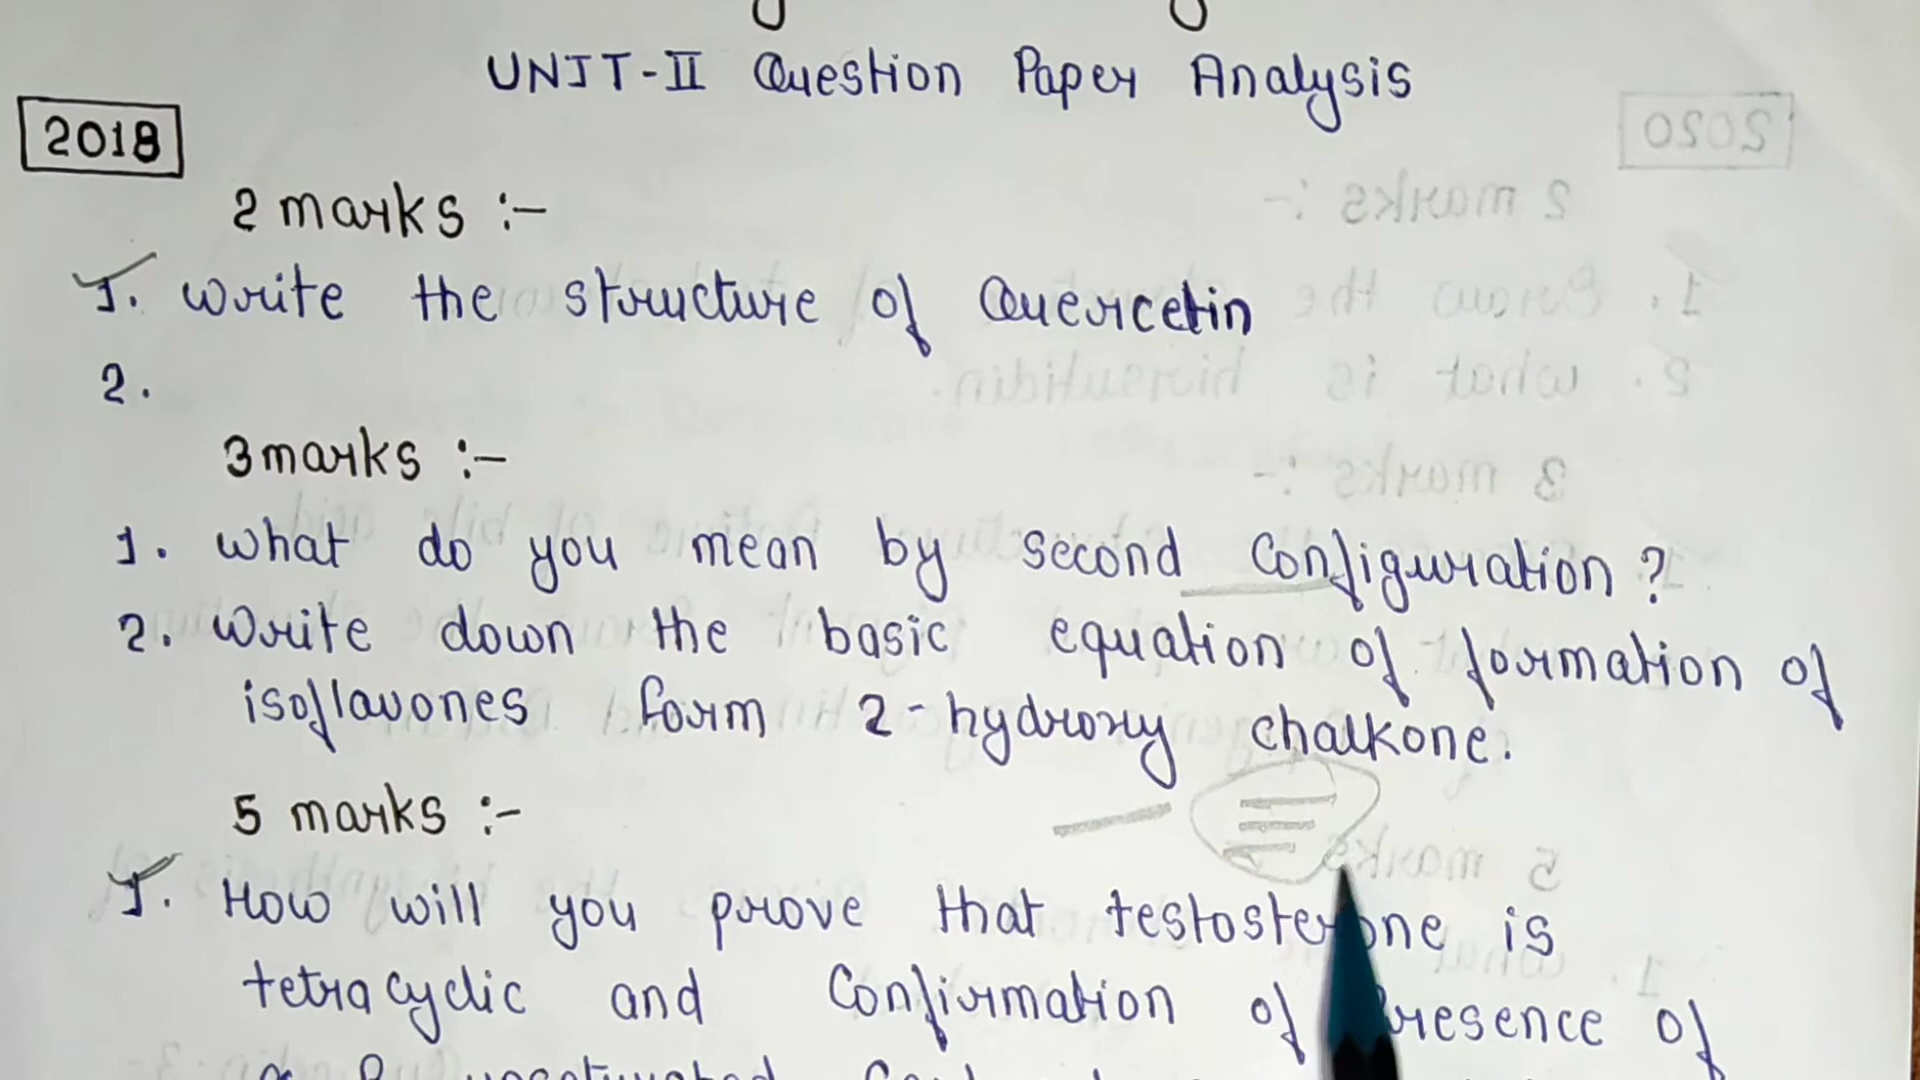 UNIT-II Question Paper Analysis
2018
2 marks :-
1. Write the structure of Quercetin
2.
3 marks :-
1. What do you mean by second Configuration ?
2. Write down the basic equation of formation of
isoflavones form 2-hydroxy chalkone.
5 marks :-
1. How will you prove that testosterone is
tetracyclic and Confirmation of Presence of